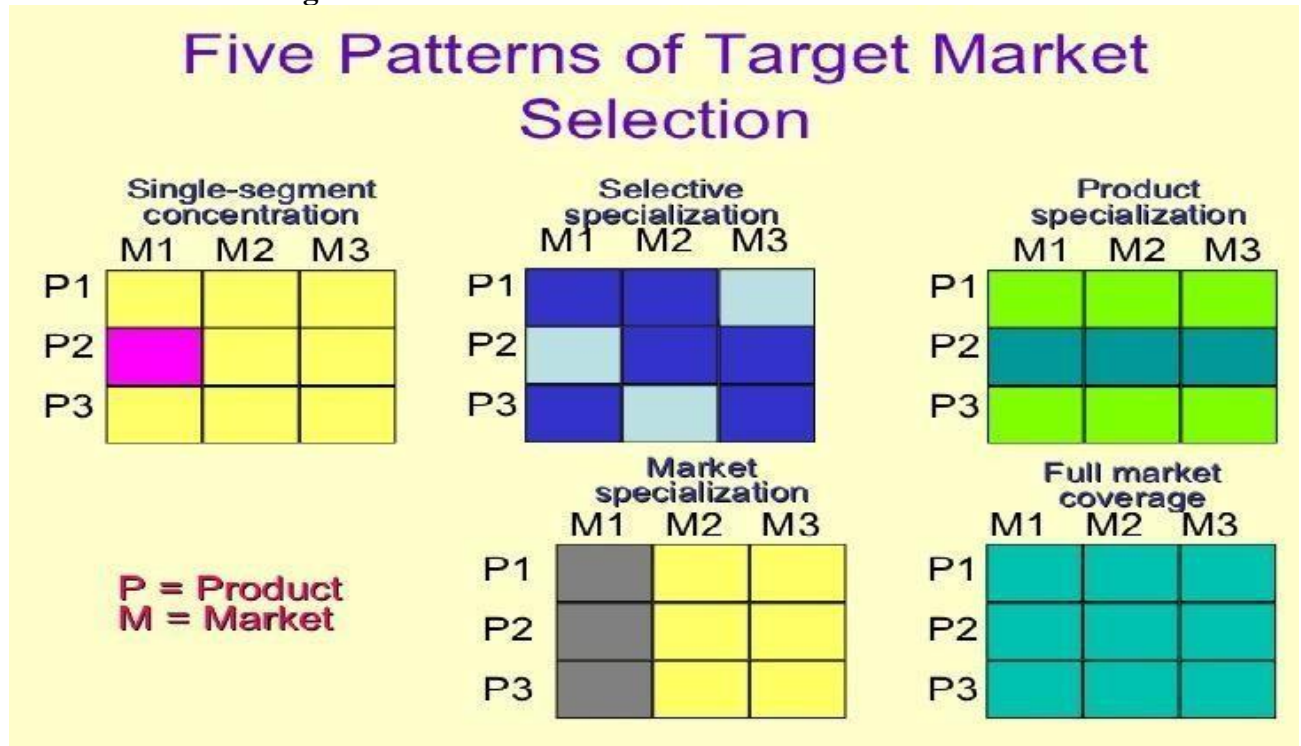 Five Patterns of Target Market
Selection
Single-segment
concentration
M1 M2 M3
P1
P2
P3
Selective
specialization
M1 M2 M3
P1
P2
P3
Product
specialization
M1 M2 M3
P1
P2
P3
Market
specialization
M1 M2 M3
P1
P2
P3
Full market
coverage
M1 M2 M3
P1
P2
P3
P = Product
M = Market